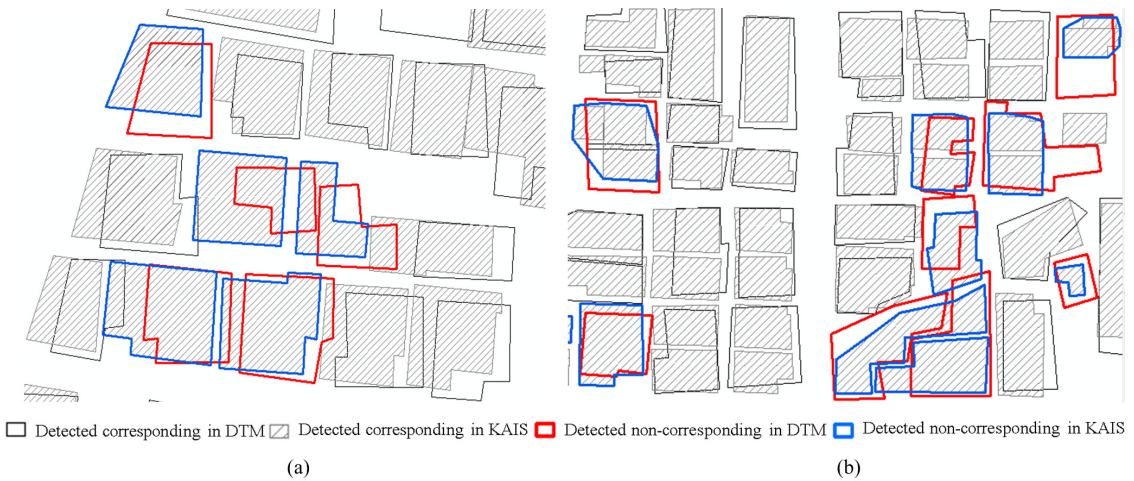 Detected corresponding in DTM Detected corresponding in KAIS Detected non-corresponding in DTM Detected non-corresponding in KAIS
(a) (b)